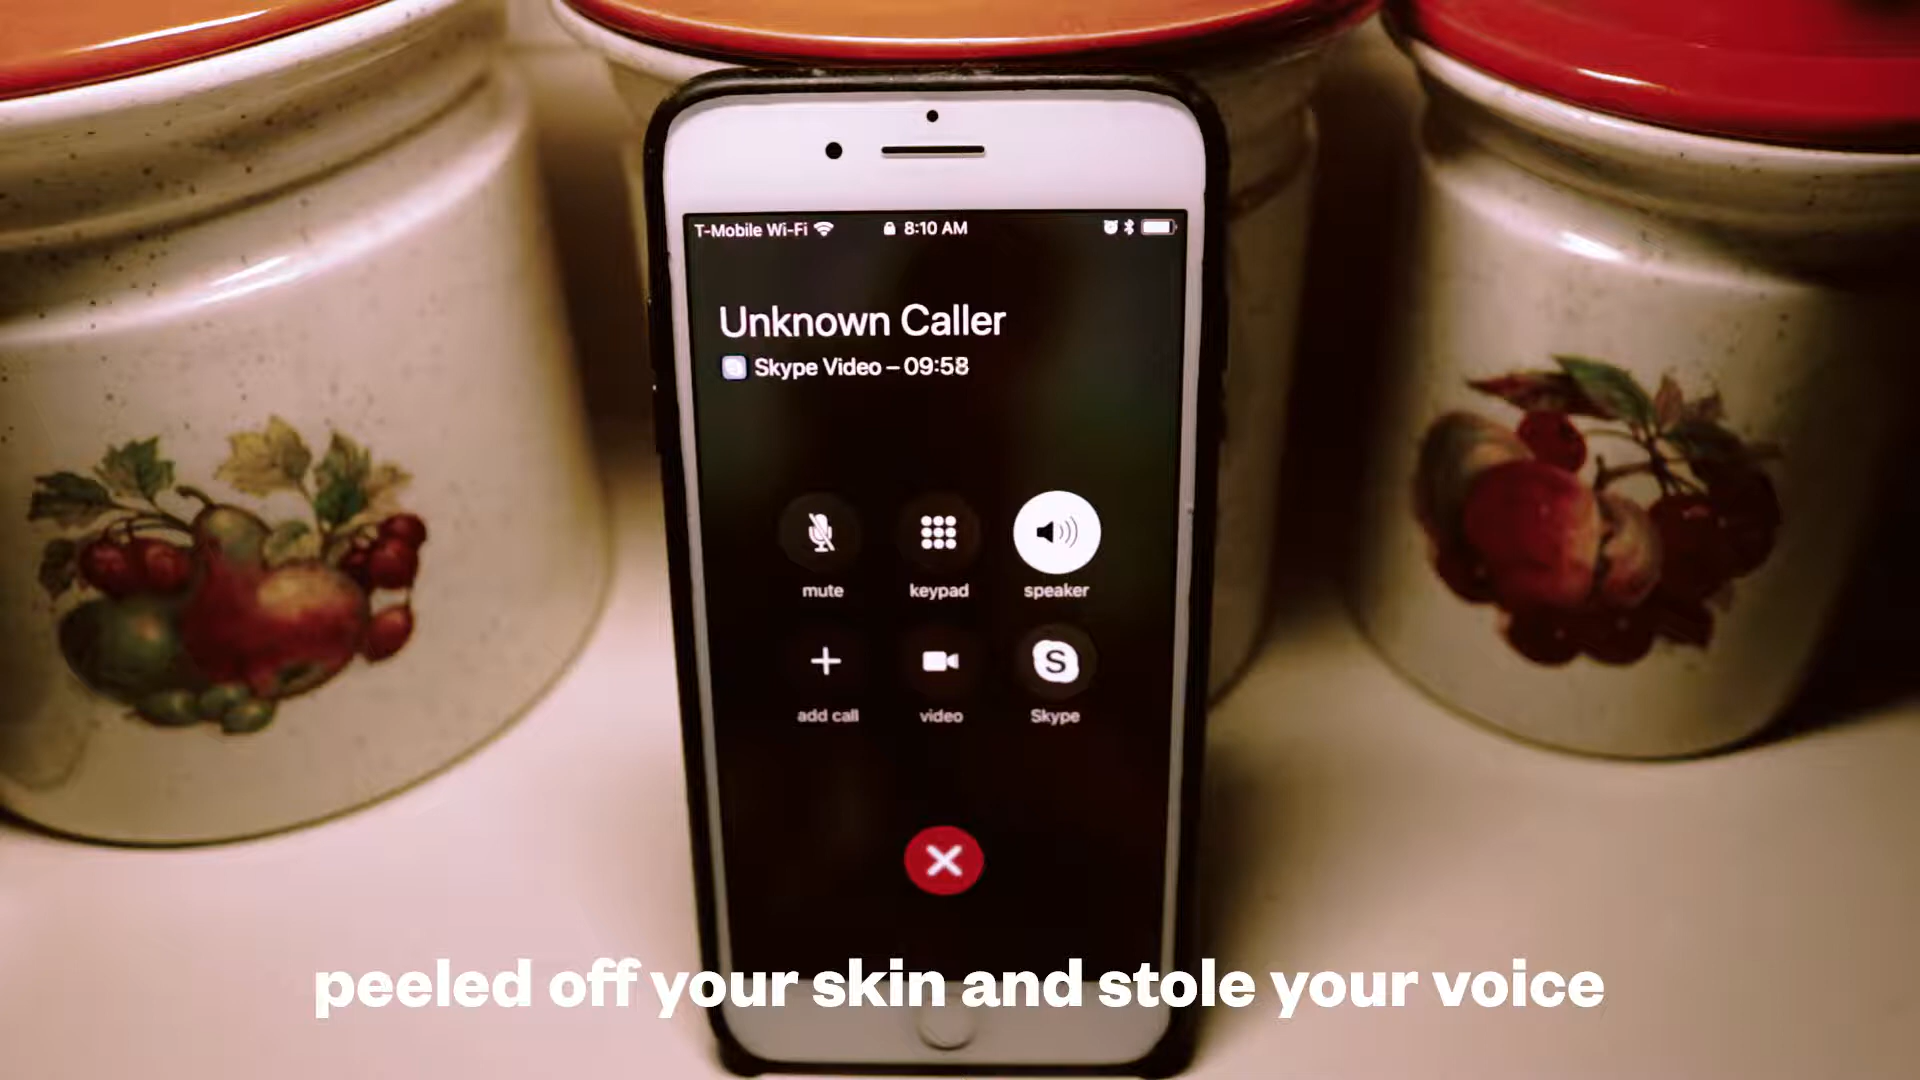 T-Mobile Wi-Fi 8:10 AM
Unknown Caller
Skype Video – 09:58
mute keypad speaker
add call video Skype
peeled off your skin and stole your voice